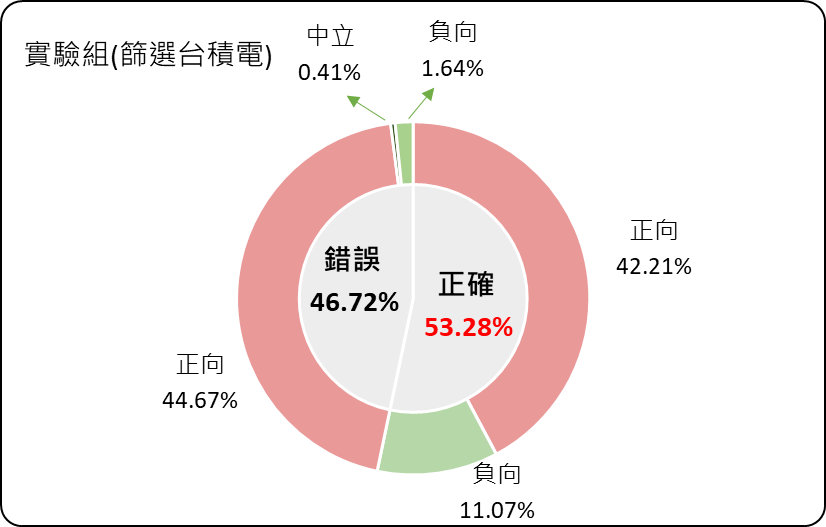 實驗組(篩選台積電)
中立
0.41%
負向
1.64%
正向
42.21%
錯誤
46.72%
正確
53.28%
正向
44.67%
負向
11.07%